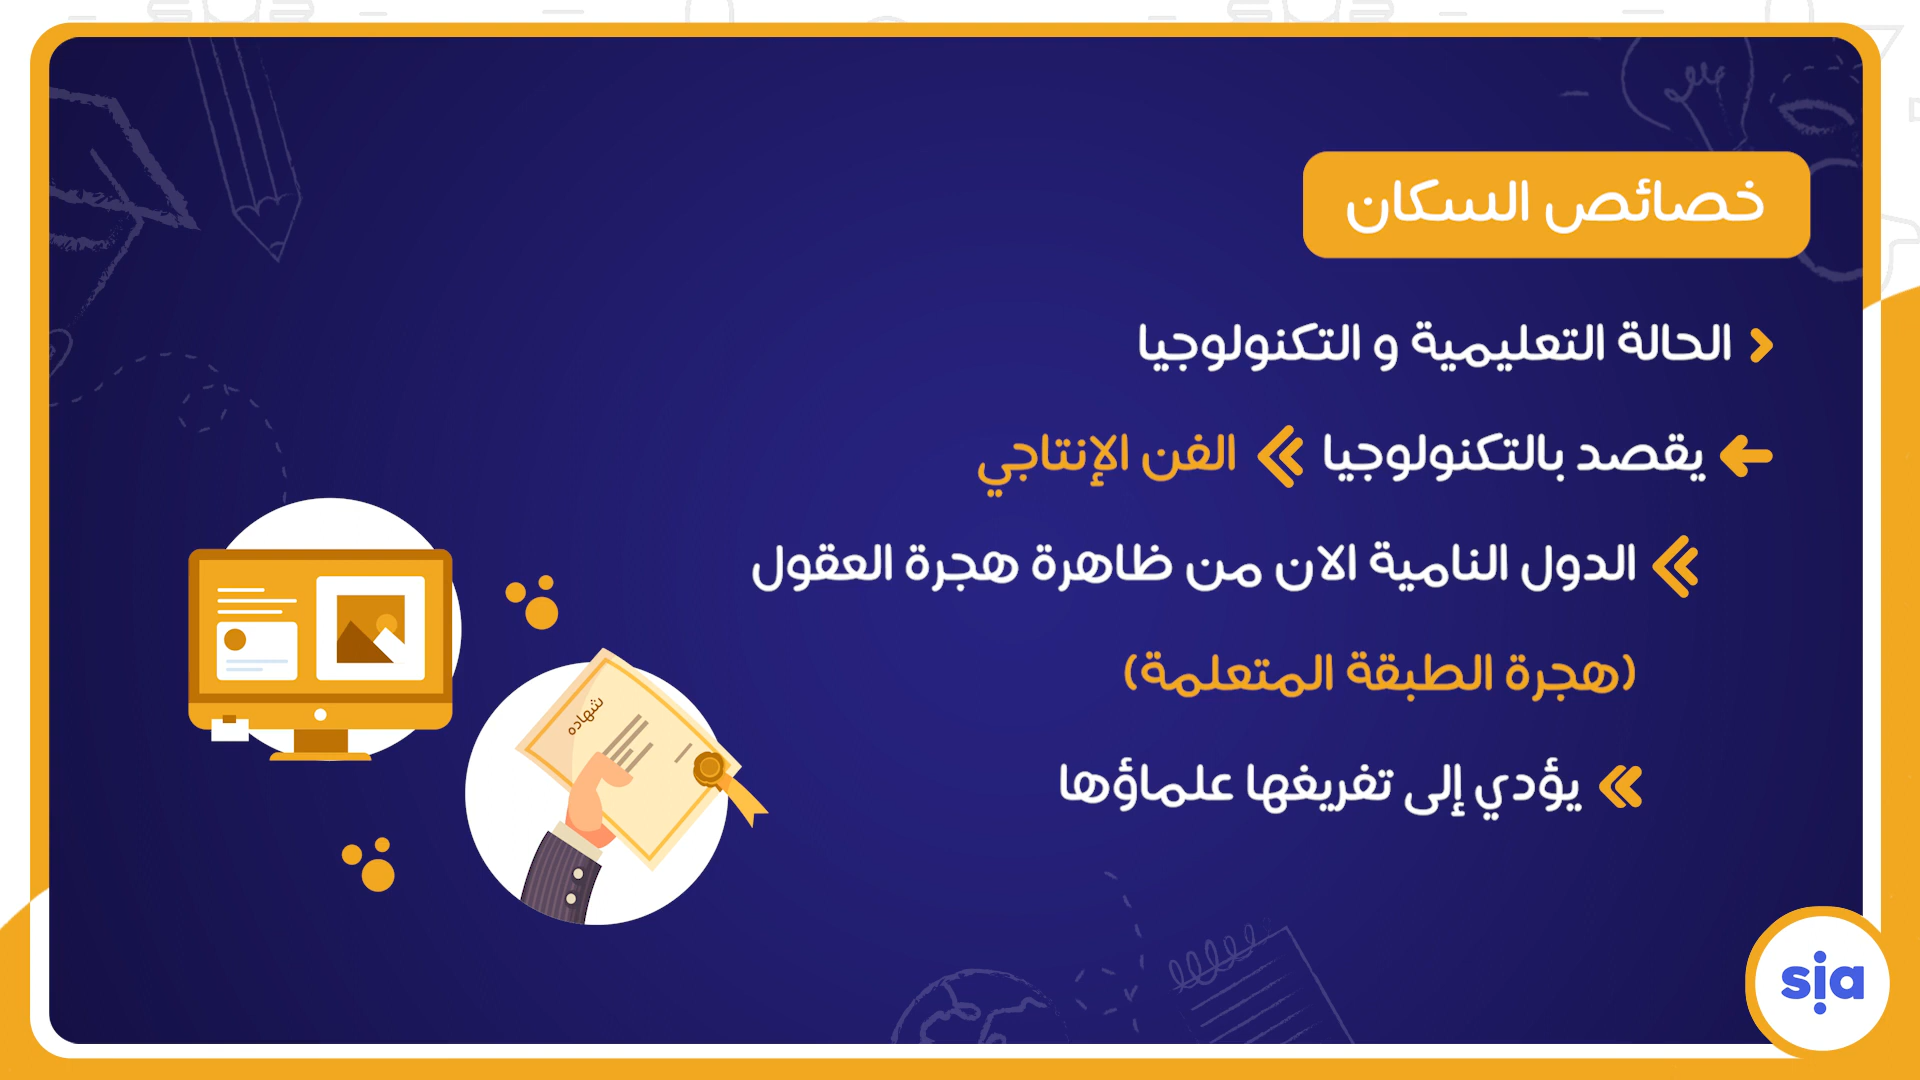 خصائص السكان
الحالة التعليمية و التكنولوجيا
يقصد بالتكنولوجيا الفن الإنتاجي
الدول النامية الان من ظاهرة هجرة العقول
(هجرة الطبقة المتعلمة)
يؤدي إلى تفريغها علماؤها
شهاده
sia